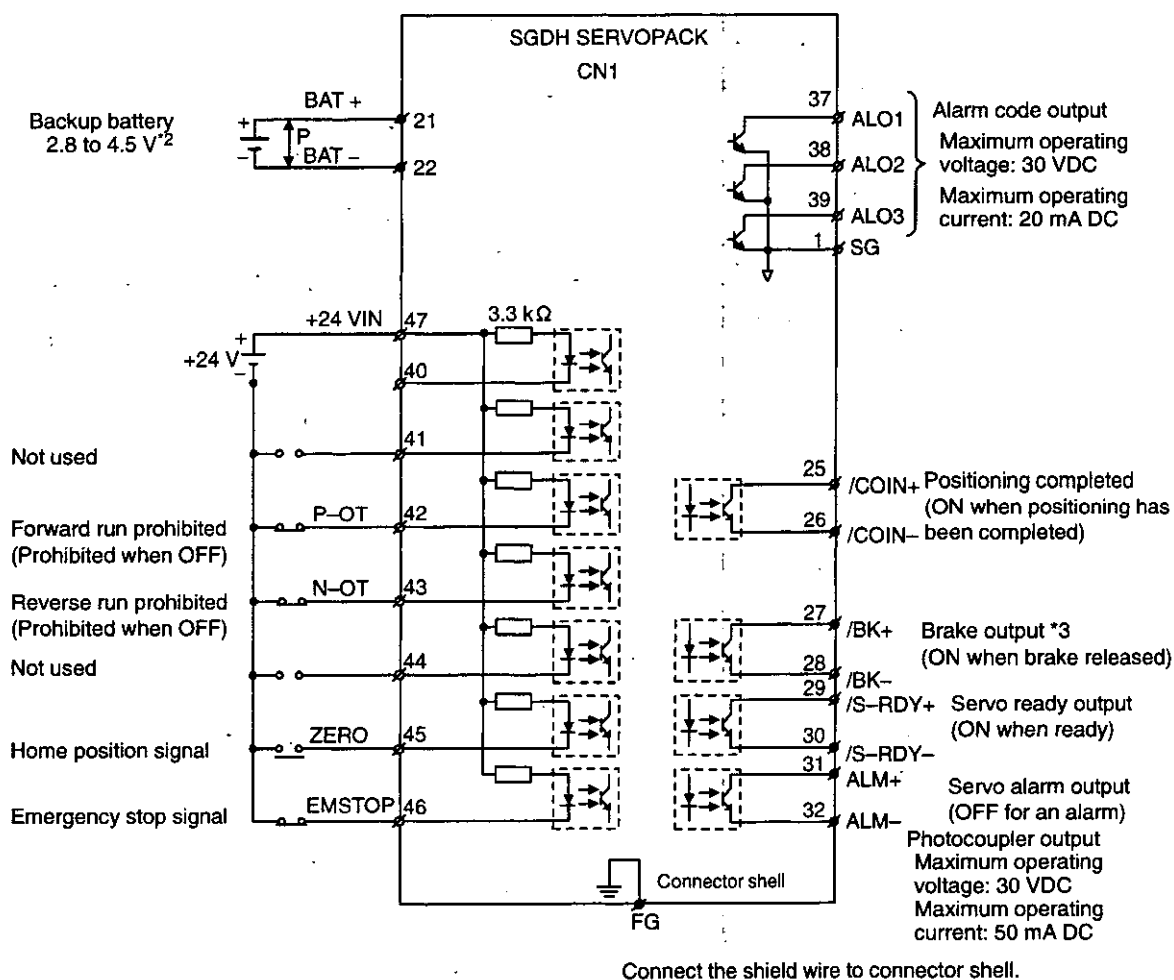 SGDH SERVOPACK
CN1
Backup battery
2.8 to 4.5 V*2
+
−
BAT +
P
BAT −
21
22
37
ALO1
38
ALO2
39
ALO3
1
SG
Alarm code output
Maximum operating
voltage: 30 VDC
Maximum operating
current: 20 mA DC
+24 V
+
−
+24 VIN
47
3.3 kΩ
40
Not used
41
Forward run prohibited
(Prohibited when OFF)
P–OT
42
Reverse run prohibited
(Prohibited when OFF)
N–OT
43
Not used
44
Home position signal
ZERO
45
Emergency stop signal
EMSTOP
46
25
/COIN+
26
/COIN–
Positioning completed
(ON when positioning has
been completed)
27
/BK+
28
/BK–
Brake output *3
(ON when brake released)
29
/S–RDY+
30
/S–RDY–
Servo ready output
(ON when ready)
31
ALM+
32
ALM–
Servo alarm output
(OFF for an alarm)
Photocoupler output
Maximum operating
voltage: 30 VDC
Maximum operating
current: 50 mA DC
Connector shell
FG
Connect the shield wire to connector shell.